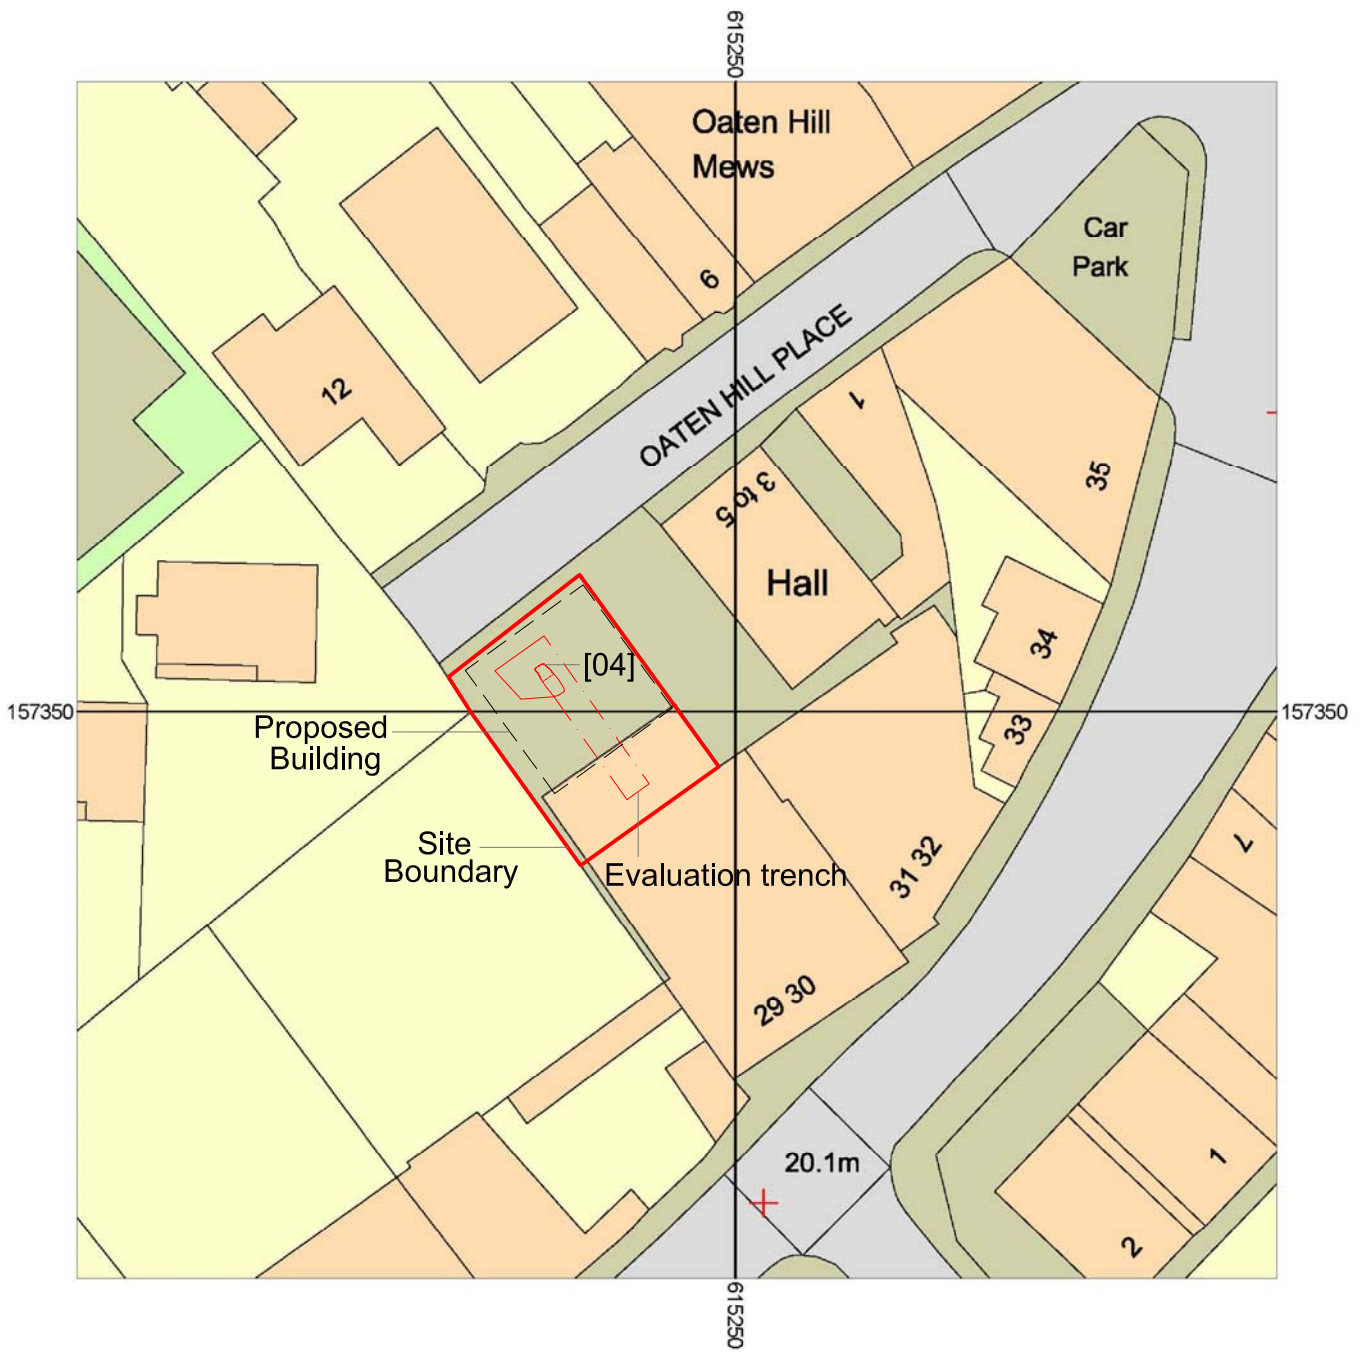 615250
Oaten Hill
Mews
Car
Park
9
12
OATEN HILL PLACE
1
35
3 to 5
Hall
34
[04]
157350
157350
33
Proposed
Building
Site
Boundary
Evaluation trench
31 32
7
29 30
20.1m
1
2
615250